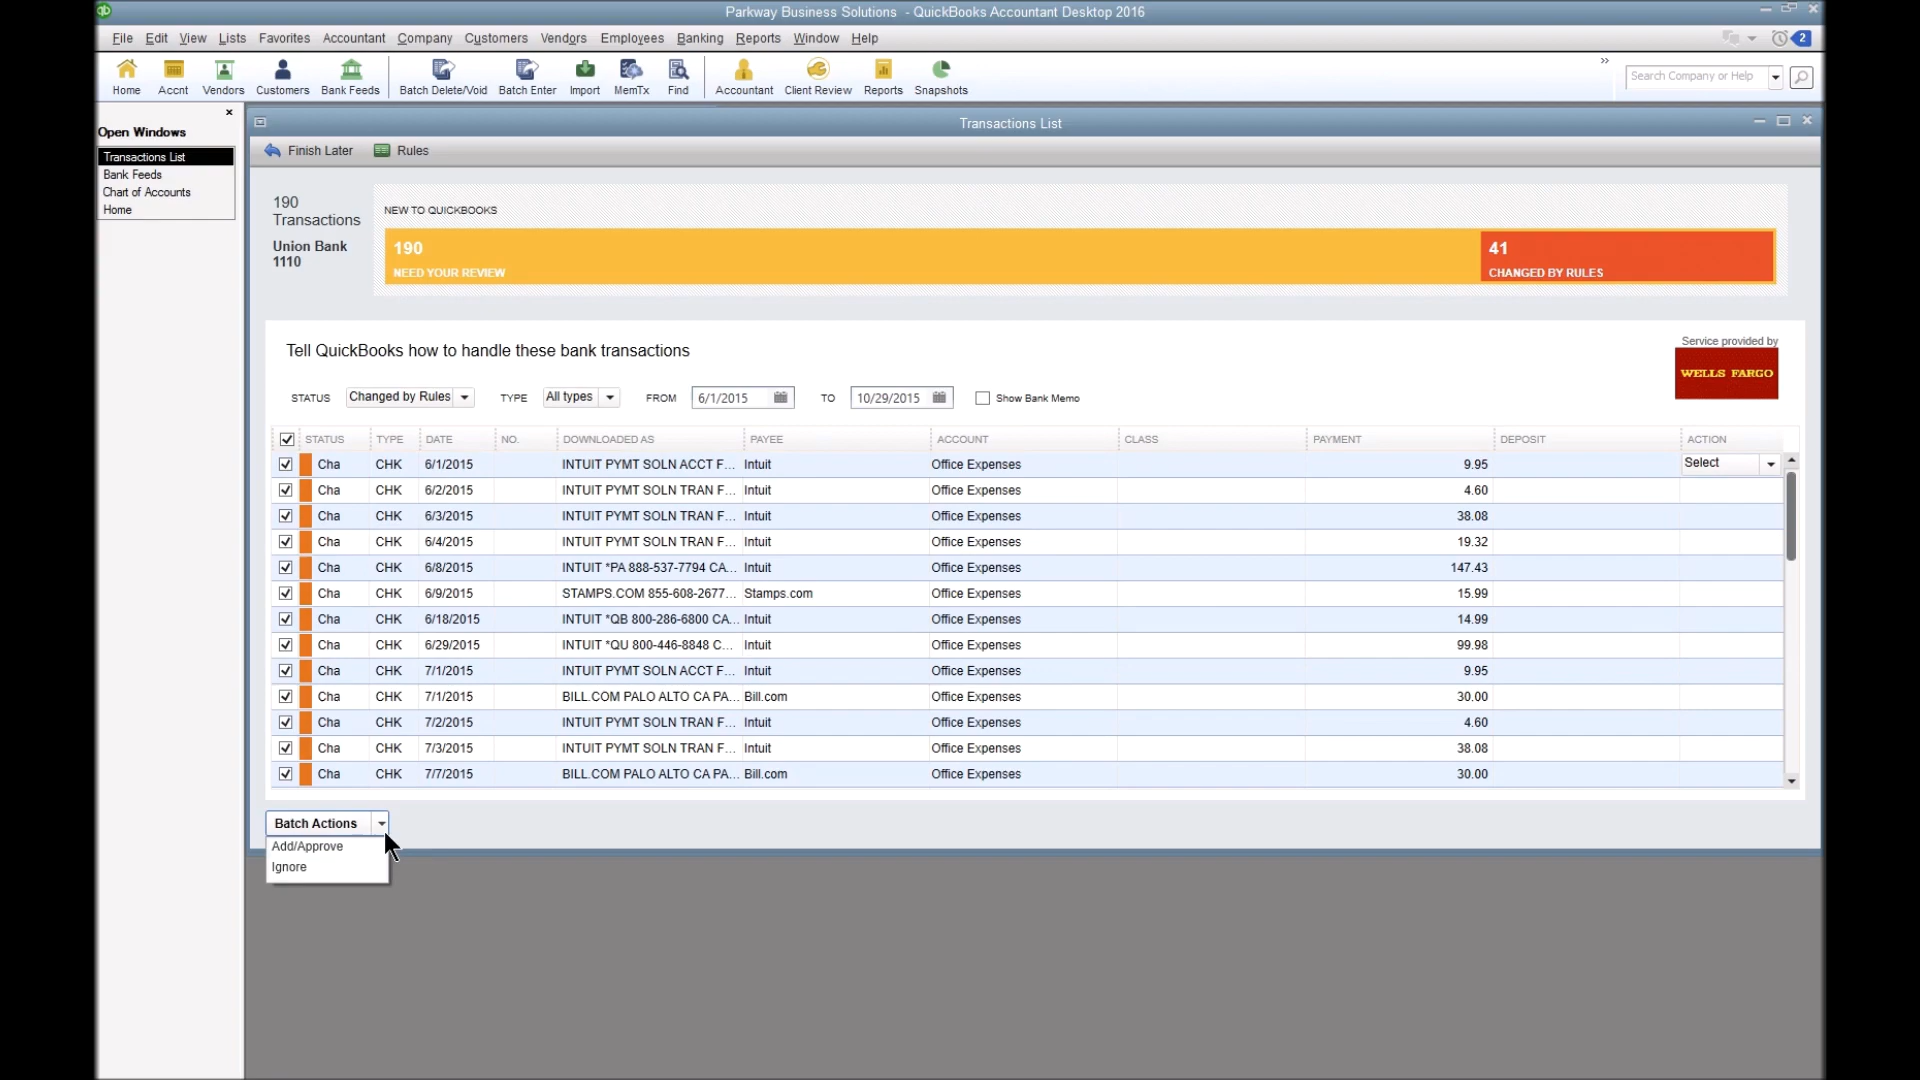 Parkway Business Solutions - QuickBooks Accountant Desktop 2016
File Edit View Lists Favorites Accountant Company Customers Vendors Employees Banking Reports Window Help
2
Home Accnt Vendors Customers Bank Feeds Batch Delete/Void Batch Enter Import MemTx Find Accountant Client Review Reports Snapshots
Search Company or Help
Open Windows
Transactions List
Bank Feeds
Chart of Accounts
Home
Transactions List
Finish Later Rules
190
Transactions
Union Bank
1110
NEW TO QUICKBOOKS
190
NEED YOUR REVIEW
41
CHANGED BY RULES
Tell QuickBooks how to handle these bank transactions
Service provided by
WELLS FARGO
STATUS Changed by Rules TYPE All types FROM 6/1/2015 TO 10/29/2015 Show Bank Memo
STATUS TYPE DATE NO. DOWNLOADED AS PAYEE ACCOUNT CLASS PAYMENT DEPOSIT ACTION
Cha CHK 6/1/2015 INTUIT PYMT SOLN ACCT F... Intuit Office Expenses 9.95 Select
Cha CHK 6/2/2015 INTUIT PYMT SOLN TRAN F... Intuit Office Expenses 4.60
Cha CHK 6/3/2015 INTUIT PYMT SOLN TRAN F... Intuit Office Expenses 38.08
Cha CHK 6/4/2015 INTUIT PYMT SOLN TRAN F... Intuit Office Expenses 19.32
Cha CHK 6/8/2015 INTUIT *PA 888-537-7794 CA... Intuit Office Expenses 147.43
Cha CHK 6/9/2015 STAMPS.COM 855-608-2677... Stamps.com Office Expenses 15.99
Cha CHK 6/18/2015 INTUIT *QB 800-286-6800 CA... Intuit Office Expenses 14.99
Cha CHK 6/29/2015 INTUIT *QU 800-446-8848 C... Intuit Office Expenses 99.98
Cha CHK 7/1/2015 INTUIT PYMT SOLN ACCT F... Intuit Office Expenses 9.95
Cha CHK 7/1/2015 BILL.COM PALO ALTO CA PA... Bill.com Office Expenses 30.00
Cha CHK 7/2/2015 INTUIT PYMT SOLN TRAN F... Intuit Office Expenses 4.60
Cha CHK 7/3/2015 INTUIT PYMT SOLN TRAN F... Intuit Office Expenses 38.08
Cha CHK 7/7/2015 BILL.COM PALO ALTO CA PA... Bill.com Office Expenses 30.00
Batch Actions
Add/Approve
Ignore